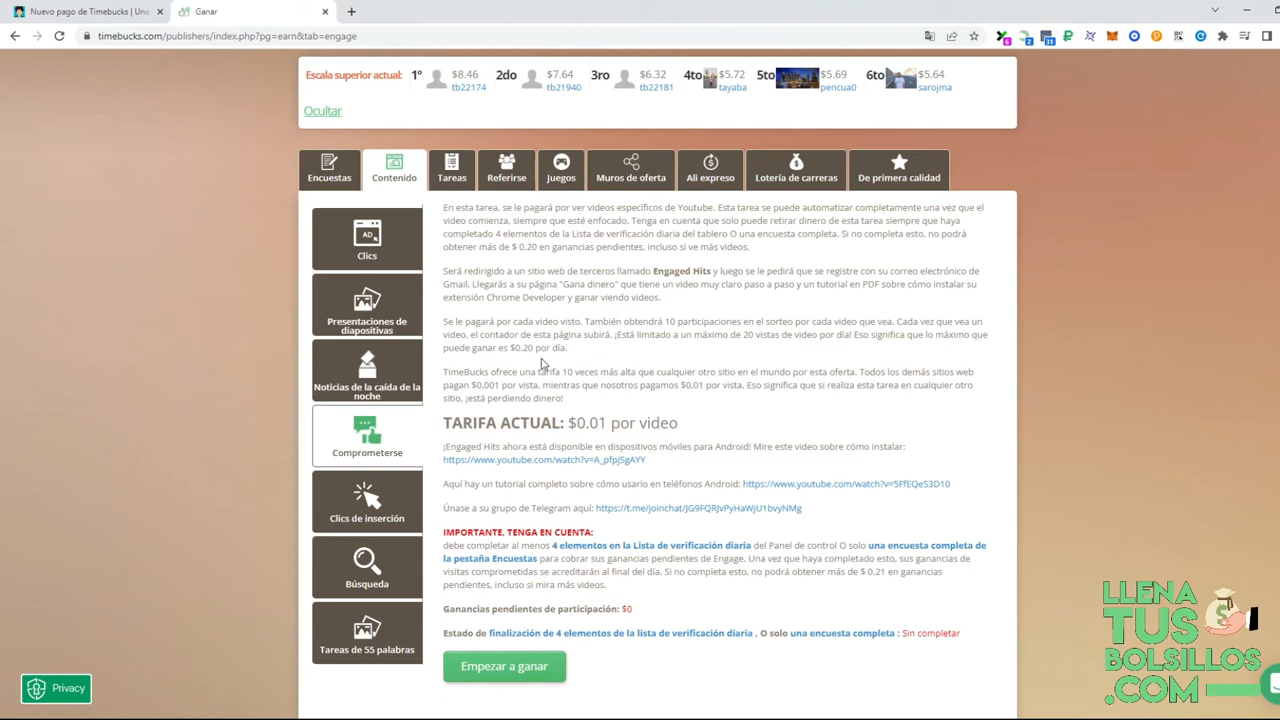 Nuevo pago de Timebucks | Una
Ganar
timebucks.com/publishers/index.php?pg=earn&tab=engage
Escala superior actual:
1º $8.46 tb22174
2do $7.64 tb21940
3ro $6.32 tb22181
4to $5.72 tayaba
5to $5.69 pencua0
6to $5.64 sarojma
Ocultar
Encuestas
Contenido
Tareas
Referirse
Juegos
Muros de oferta
Ali expreso
Lotería de carreras
De primera calidad
AD
Clics
Presentaciones de
diapositivas
Noticias de la caída de la
noche
Comprometerse
Clics de inserción
Búsqueda
Tareas de 55 palabras
En esta tarea, se le pagará por ver videos específicos de Youtube. Esta tarea se puede automatizar completamente una vez que el
video comienza, siempre que esté enfocado. Tenga en cuenta que solo puede retirar dinero de esta tarea siempre que haya
completado 4 elementos de la Lista de verificación diaria del tablero O una encuesta completa. Si no completa esto, no podrá
obtener más de $ 0.20 en ganancias pendientes, incluso si ve más videos.
Será redirigido a un sitio web de terceros llamado Engaged Hits y luego se le pedirá que se registre con su correo electrónico de
Gmail. Llegarás a su página "Gana dinero" que tiene un video muy claro paso a paso y un tutorial en PDF sobre cómo instalar su
extensión Chrome Developer y ganar viendo videos.
Se le pagará por cada video visto. También obtendrá 10 participaciones en el sorteo por cada video que vea. Cada vez que vea un
video, el contador de esta página subirá. ¡Está limitado a un máximo de 20 vistas de video por día! Eso significa que lo máximo que
puede ganar es $0.20 por día.
TimeBucks ofrece una tarifa 10 veces más alta que cualquier otro sitio en el mundo por esta oferta. Todos los demás sitios web
pagan $0,001 por vista, mientras que nosotros pagamos $0,01 por vista. Eso significa que si realiza esta tarea en cualquier otro
sitio, ¡está perdiendo dinero!
TARIFA ACTUAL: $0.01 por video
¡Engaged Hits ahora está disponible en dispositivos móviles para Android! Mire este video sobre cómo instalar:
https://www.youtube.com/watch?v=A_pfpjSgAYY
Aquí hay un tutorial completo sobre cómo usarlo en teléfonos Android: https://www.youtube.com/watch?v=5FfEQeS3D10
Únase a su grupo de Telegram aquí: https://t.me/joinchat/JG9FQRJvPyHaWjU1bvyNMg
IMPORTANTE, TENGA EN CUENTA:
debe completar al menos 4 elementos en la Lista de verificación diaria del Panel de control O solo una encuesta completa de
la pestaña Encuestas para cobrar sus ganancias pendientes de Engage. Una vez que haya completado esto, sus ganancias de
visitas comprometidas se acreditarán al final del día. Si no completa esto, no podrá obtener más de $ 0.21 en ganancias
pendientes, incluso si mira más videos.
Ganancias pendientes de participación: $0
Estado de finalización de 4 elementos de la lista de verificación diaria , O solo una encuesta completa : Sin completar
Empezar a ganar
Privacy
LLENA
TUS
BOLSILLOS
.COM